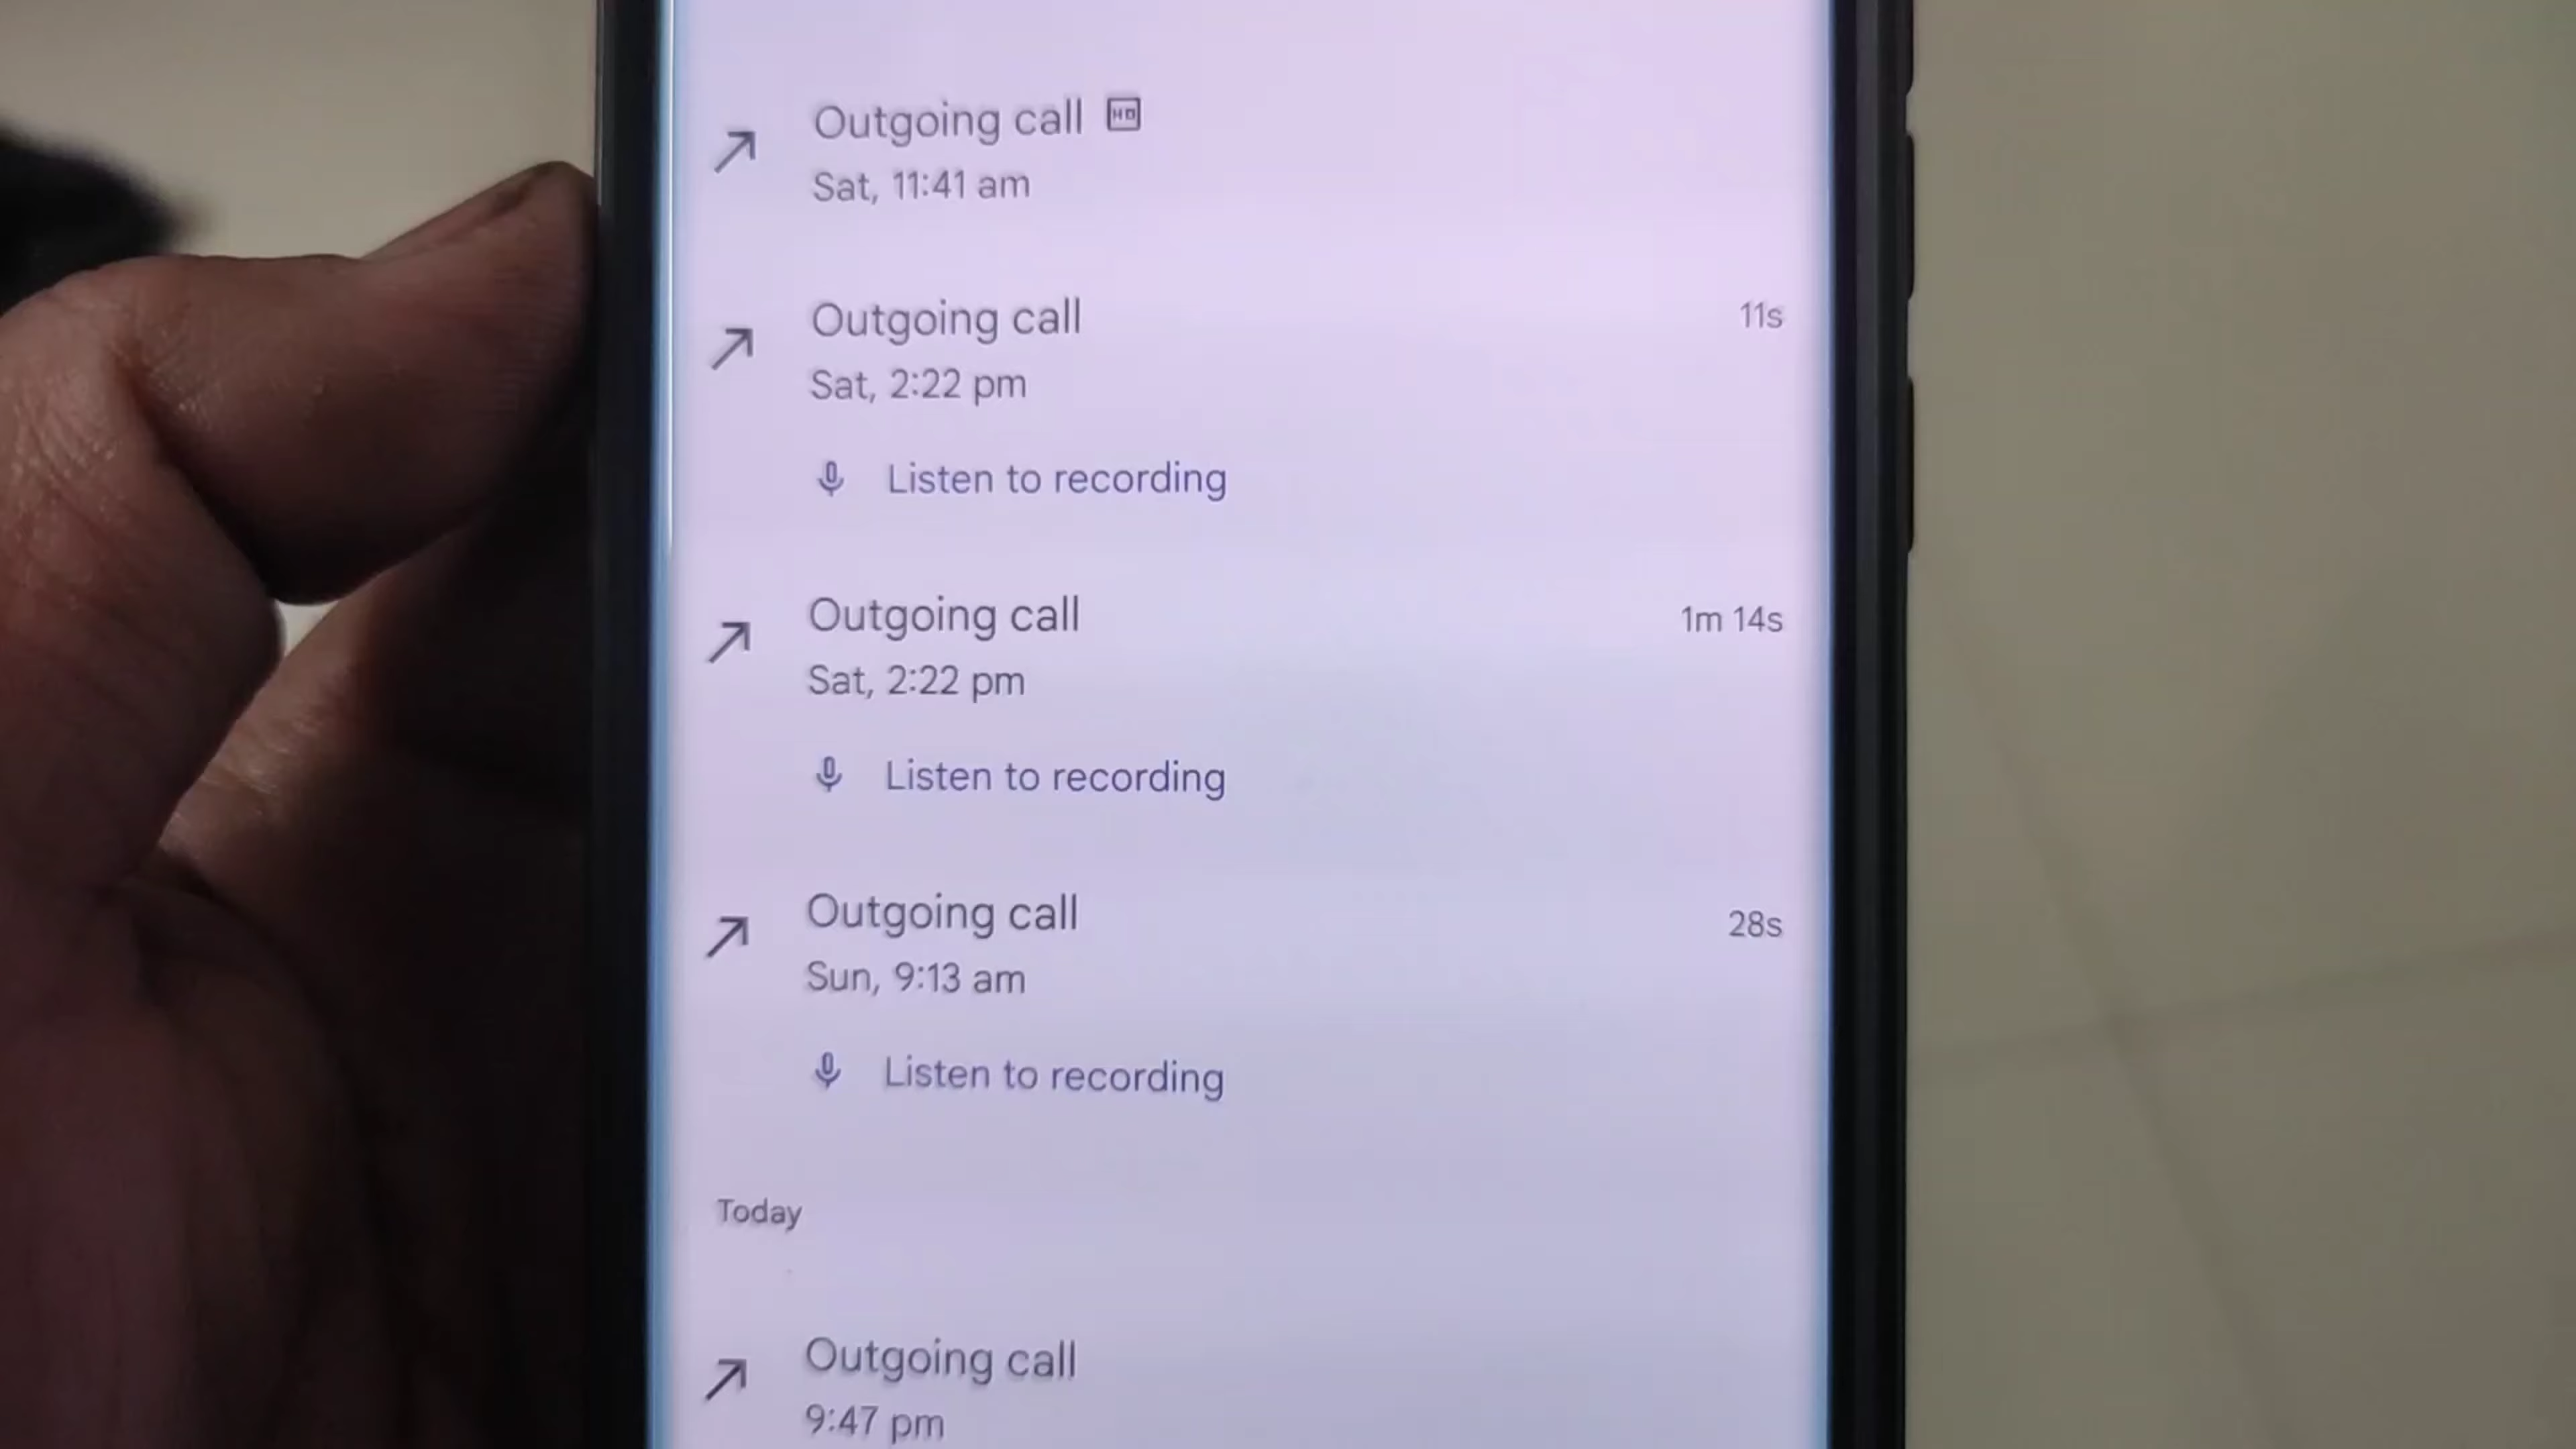 Outgoing call HD
Sat, 11:41 am
Outgoing call 11s
Sat, 2:22 pm
Listen to recording
Outgoing call 1m 14s
Sat, 2:22 pm
Listen to recording
Outgoing call 28s
Sun, 9:13 am
Listen to recording
Today
Outgoing call
9:47 pm